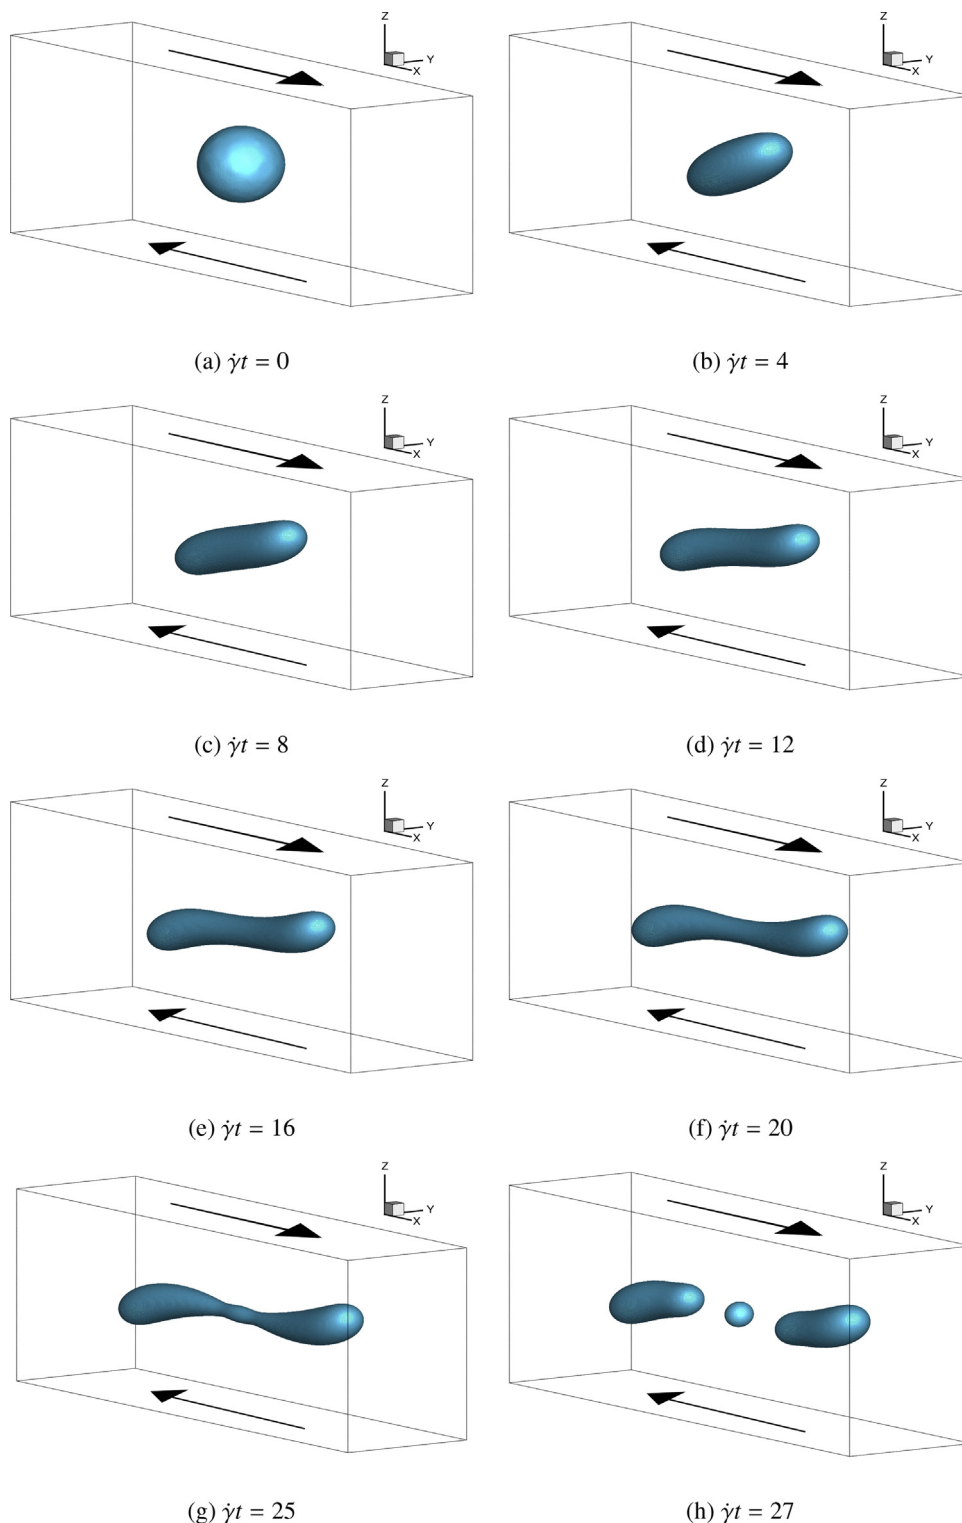 Z
Y
X
Z
Y
X
(a) γ̇t = 0
(b) γ̇t = 4
Z
Y
X
Z
Y
X
(c) γ̇t = 8
(d) γ̇t = 12
Z
Y
X
Z
Y
X
(e) γ̇t = 16
(f) γ̇t = 20
Z
Y
X
Z
Y
X
(g) γ̇t = 25
(h) γ̇t = 27